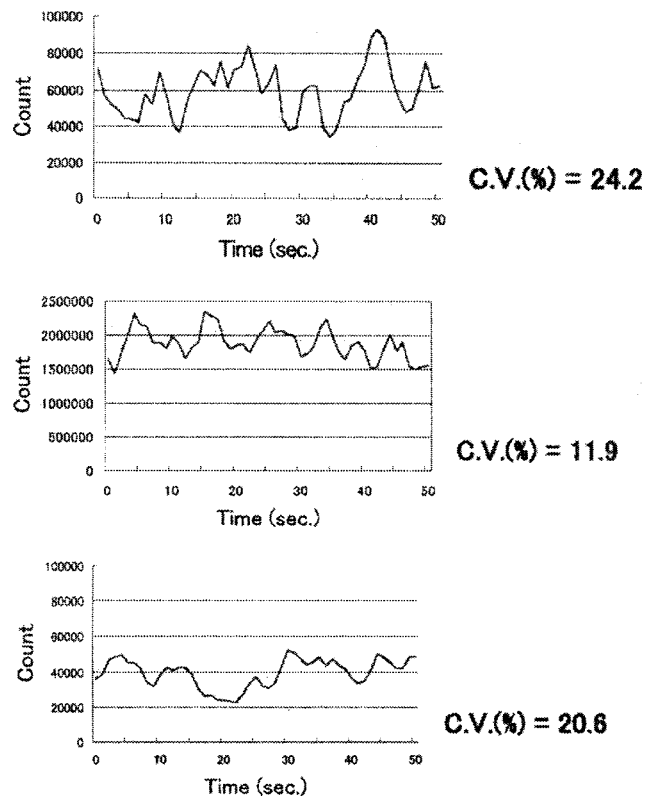 100000
80000
60000
40000
20000
0
Count
0 10 20 30 40 50
Time (sec.)
C.V.(%) = 24.2
2500000
2000000
1500000
1000000
500000
0
Count
0 10 20 30 40 50
Time (sec.)
C.V.(%) = 11.9
100000
80000
60000
40000
20000
0
Count
0 10 20 30 40 50
Time (sec.)
C.V.(%) = 20.6